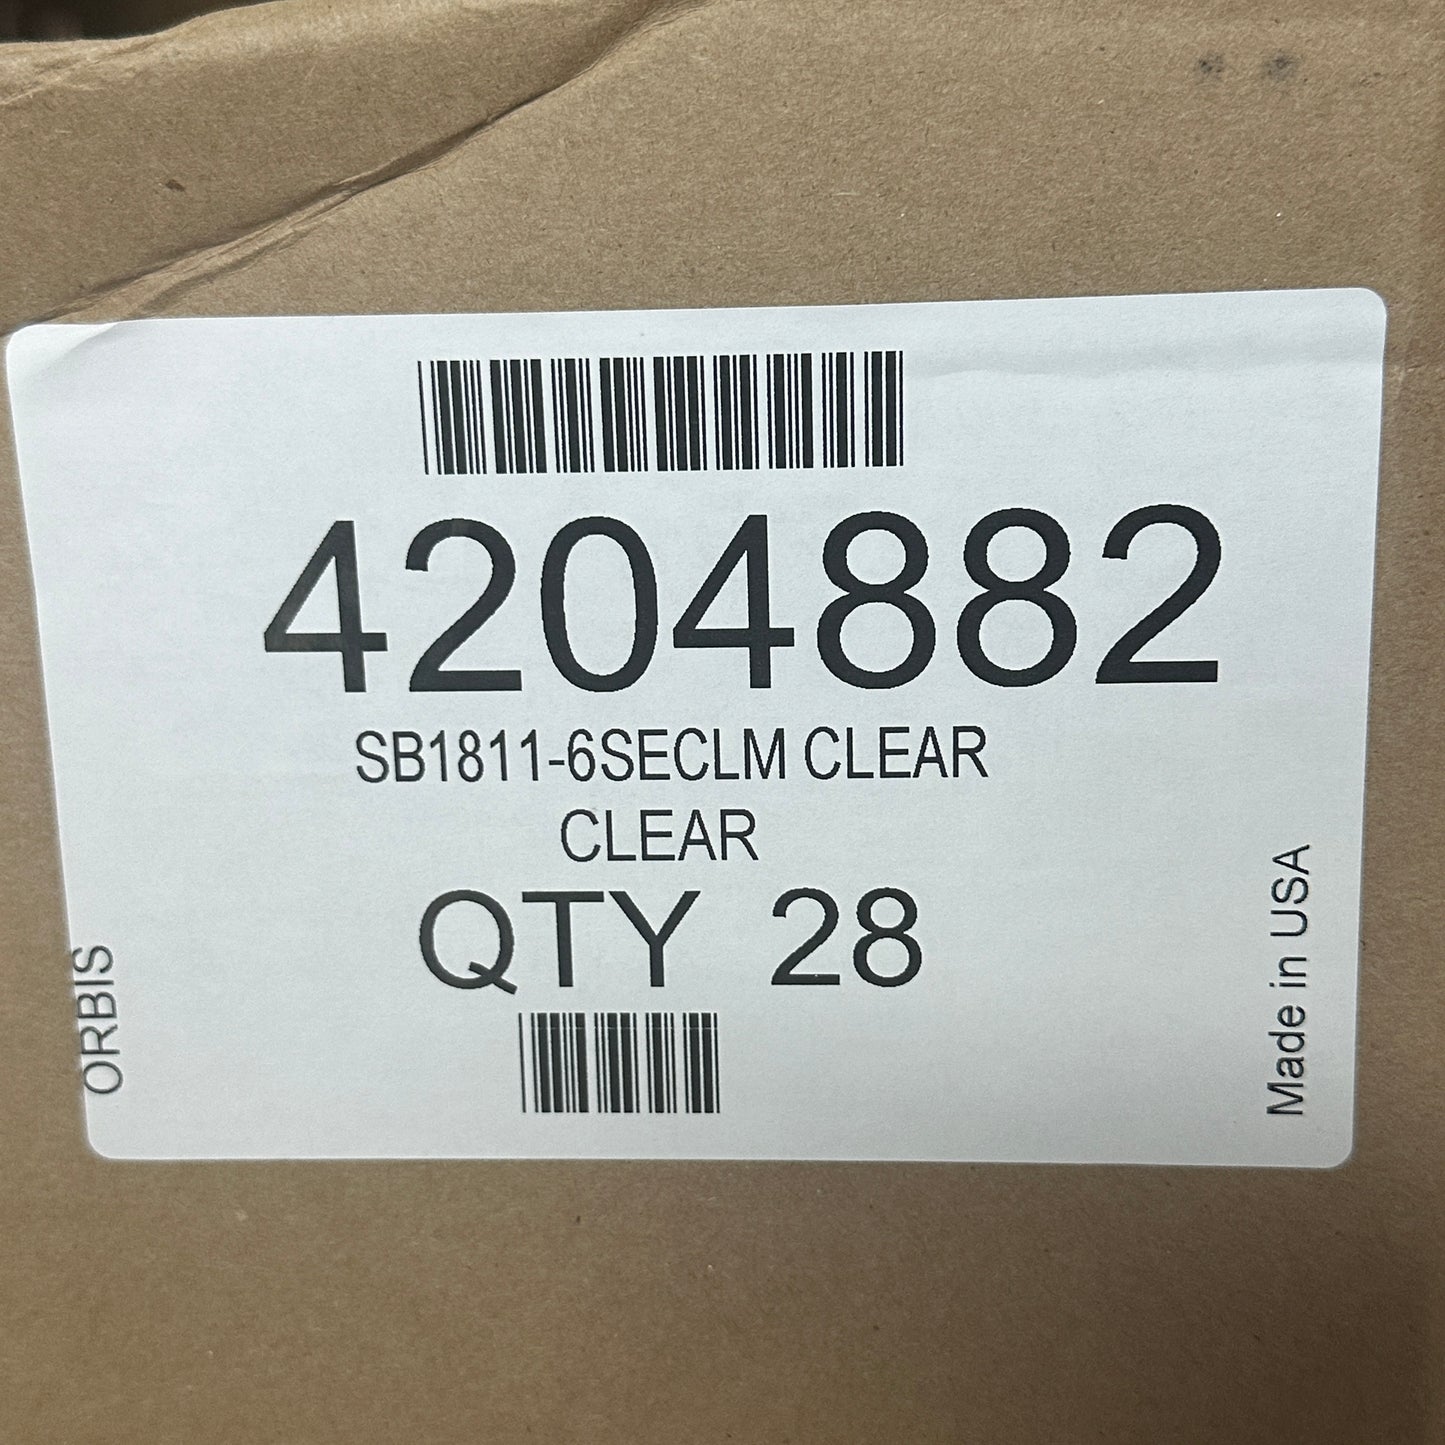 4204882
SB1811-6SECLM CLEAR
CLEAR
QTY 28
ORBIS
Made in USA